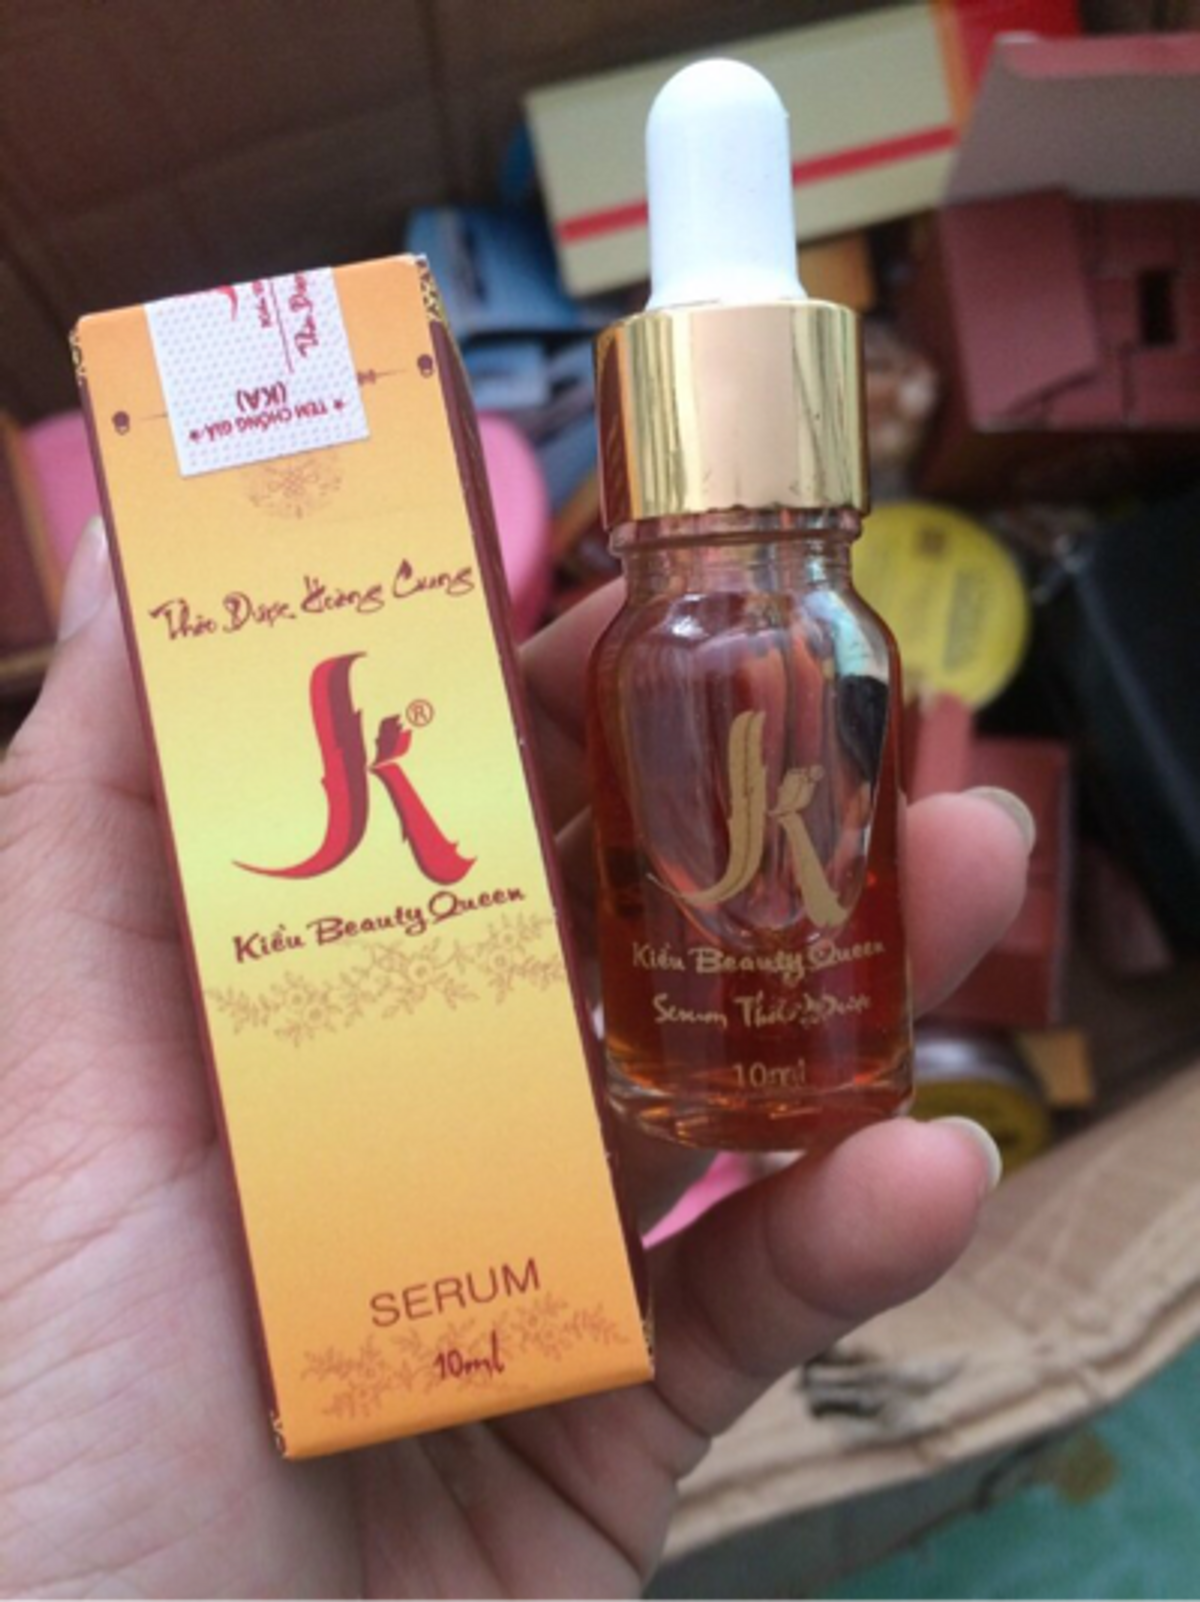 ★ TEM CHỐNG GIẢ ★
(KA)
Thảo Dược Hoàng Cung
K®
Kiều Beauty Queen
SERUM
10ml
K®
Kiều Beauty Queen
Serum Thảo Dược
10ml